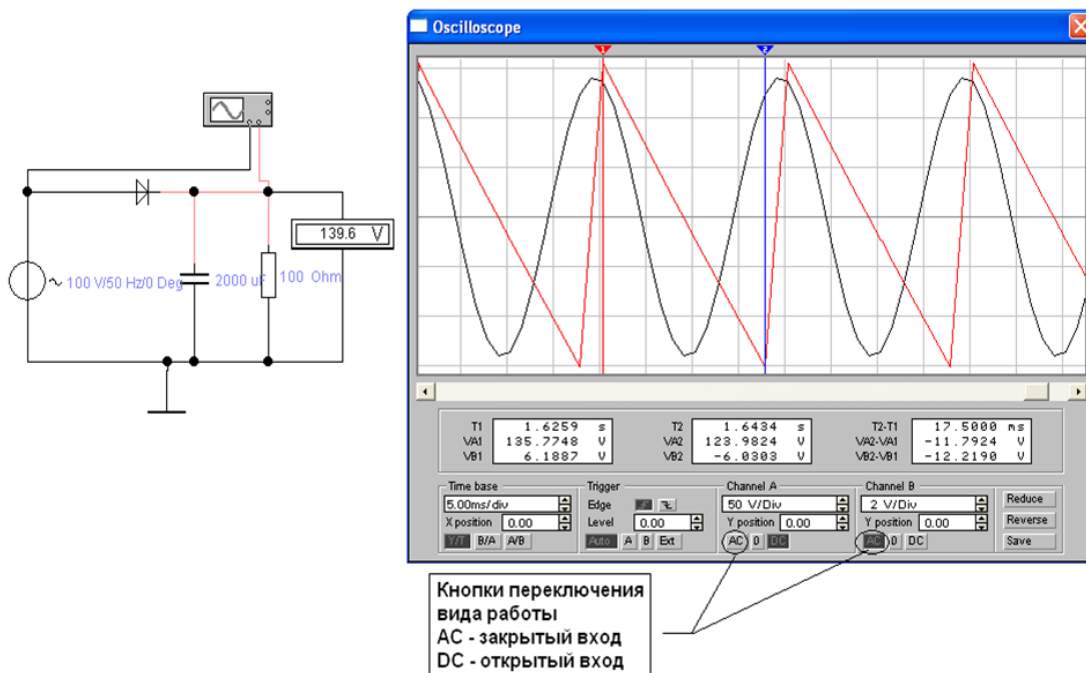 Oscilloscope
1
2
139.6 V
100 V/50 Hz/0 Deg
2000 uF
100 Ohm
T1 1.6259 s
VA1 135.7748 V
VB1 6.1887 V
T2 1.6434 s
VA2 123.9824 V
VB2 -6.0303 V
T2-T1 17.5000 ms
VA2-VA1 -11.7924 V
VB2-VB1 -12.2190 V
Time base
5.00ms/div
X position 0.00
Y/T B/A A/B
Trigger
Edge
Level 0.00
Auto A B Ext
Channel A
50 V/Div
Y position 0.00
AC 0 DC
Channel B
2 V/Div
Y position 0.00
AC 0 DC
Reduce
Reverse
Save
Кнопки переключения
вида работы
AC - закрытый вход
DC - открытый вход